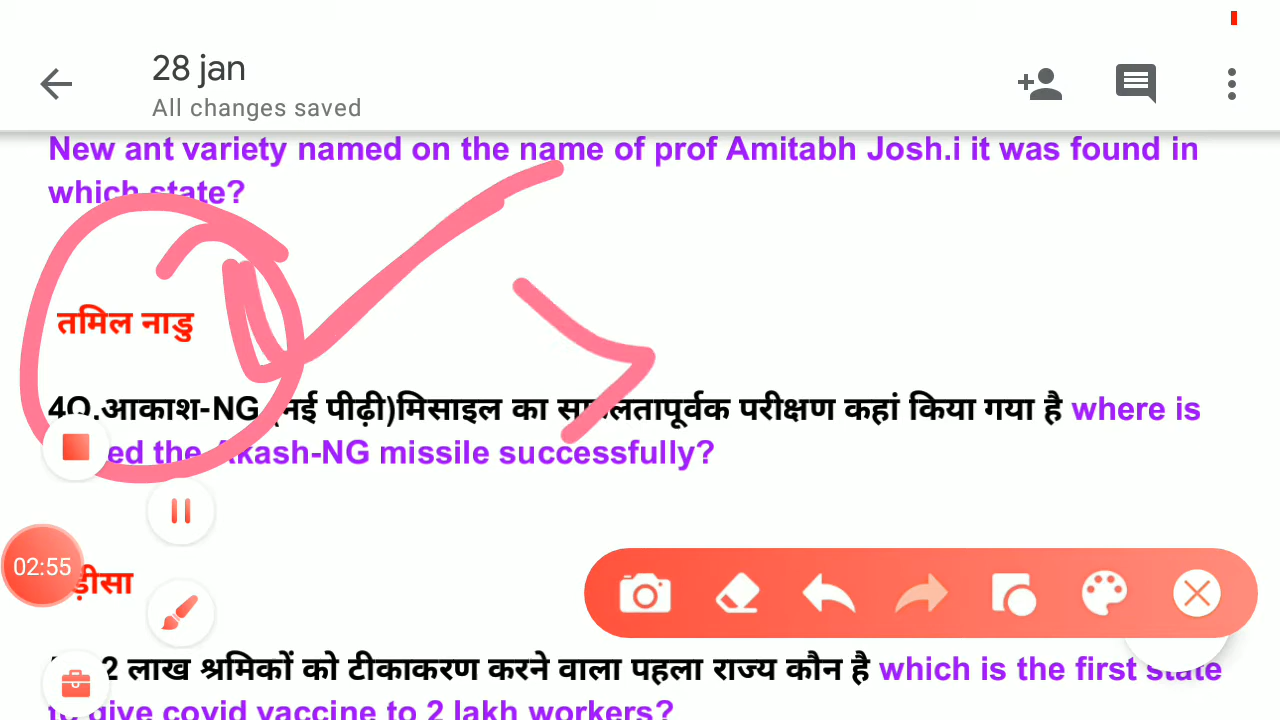 28 jan
All changes saved
New ant variety named on the name of prof Amitabh Josh.i it was found in
which state?
तमिल नाडु
4Q.आकाश-NG (नई पीढ़ी)मिसाइल का सफलतापूर्वक परीक्षण कहां किया गया है where is
the Akash-NG missile successfully?
02:55
2 लाख श्रमिकों को टीकाकरण करने वाला पहला राज्य कौन है which is the first state
to give covid vaccine to 2 lakh workers?